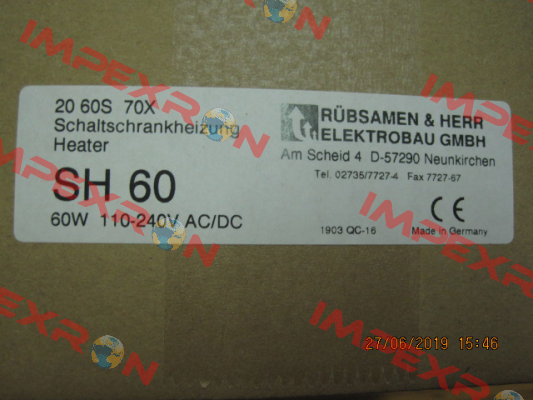 20 60S 70X
Schaltschrankheizung
Heater
SH 60
60W 110-240V AC/DC
RÜBSAMEN & HERR
ELEKTROBAU GMBH
Am Scheid 4 D-57290 Neunkirchen
Tel. 02735/7727-4 Fax 7727-67
CE
1903 QC-16 Made in Germany
27/06/2019 15:46
IMPEXRON
IMPEXRON
IMPEXRON
IMPEXRON